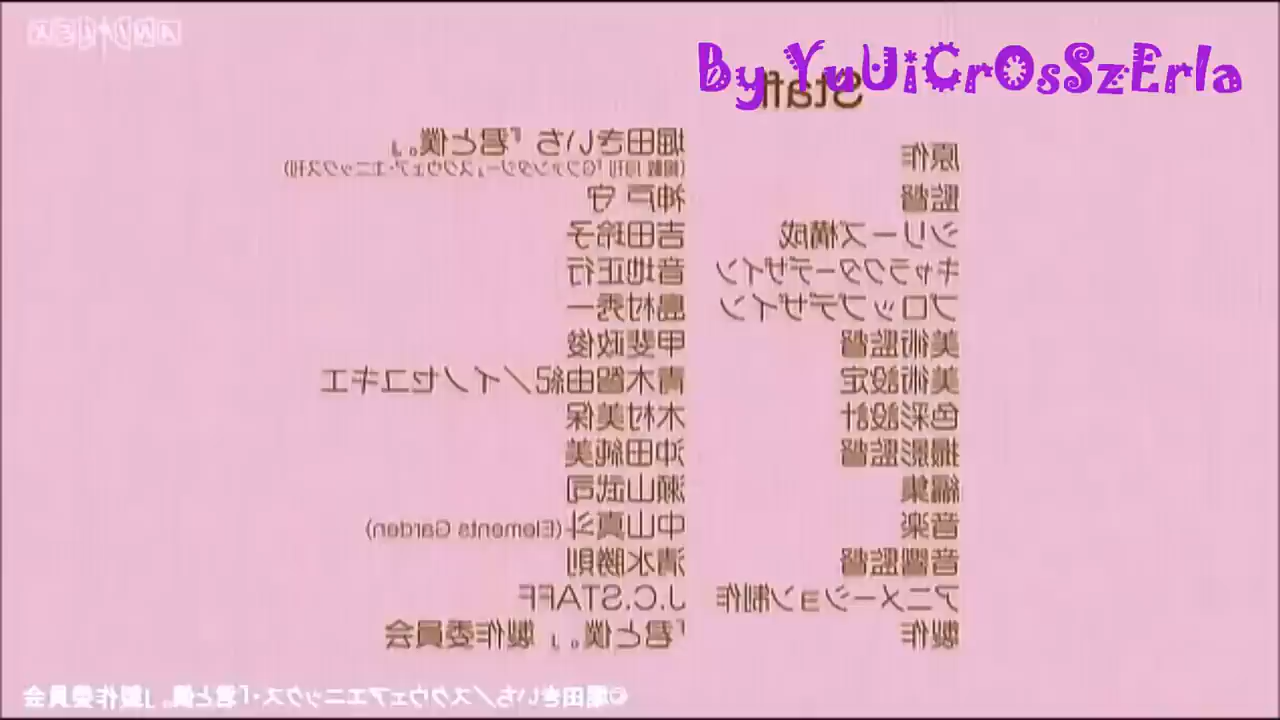 ANIPLEX
By YuUiCrOsSzErIa
Staff
原作 堀田きいち『君と僕。』
(掲載 月刊「Gファンタジー」スクウェア・エニックス刊)
監督 神戸 守
シリーズ構成 吉田玲子
キャラクターデザイン 音地正行
プロップデザイン 島村秀一
美術監督 甲斐政俊
美術設定 青木智由紀/イノセユキエ
色彩設計 木村美保
撮影監督 沖田純美
編集 瀬山武司
音楽 中山真斗(Elements Garden)
音響監督 清水勝則
アニメーション制作 J.C.STAFF
製作 「君と僕。」製作委員会
©堀田きいち/スクウェアエニックス・「君と僕。」製作委員会